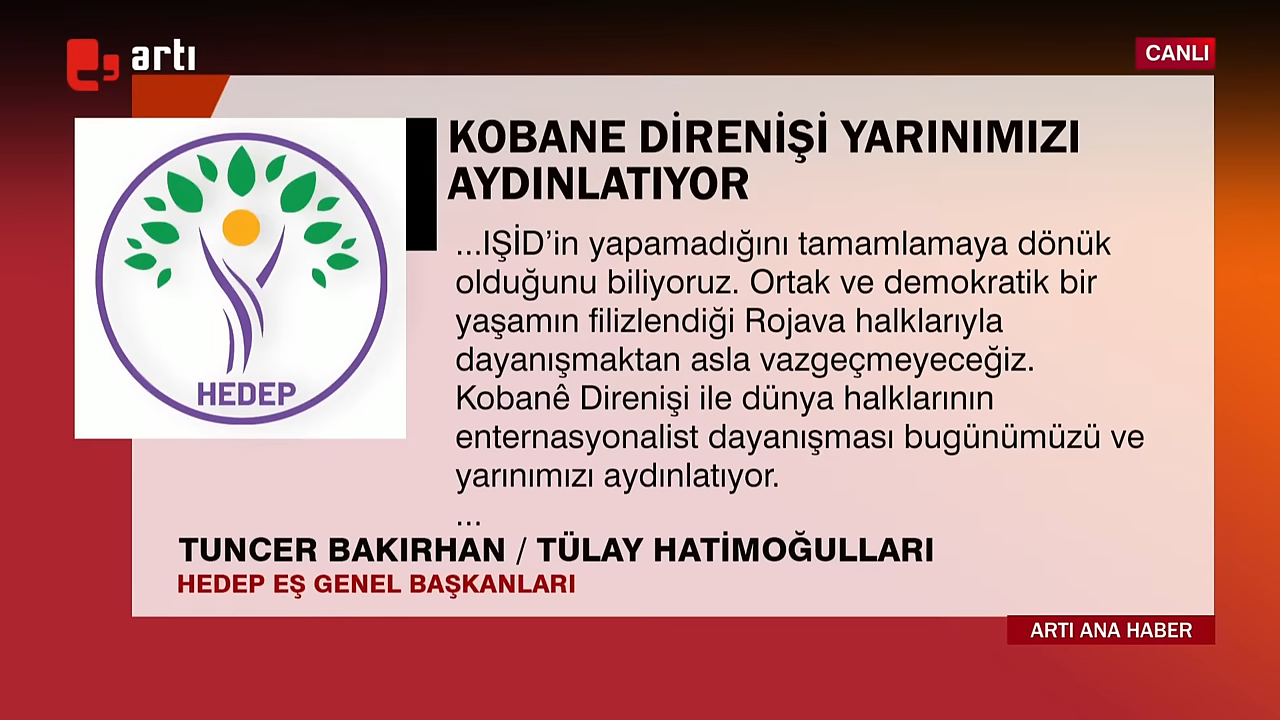 artı
CANLI
KOBANE DİRENİŞİ YARINIMIZI
AYDINLATIYOR
...IŞİD’in yapamadığını tamamlamaya dönük
olduğunu biliyoruz. Ortak ve demokratik bir
yaşamın filizlendiği Rojava halklarıyla
dayanışmaktan asla vazgeçmeyeceğiz.
Kobanê Direnişi ile dünya halklarının
enternasyonalist dayanışması bugünümüzü ve
yarınımızı aydınlatıyor.
...
HEDEP
TUNCER BAKIRHAN / TÜLAY HATİMOĞULLARI
HEDEP EŞ GENEL BAŞKANLARI
ARTI ANA HABER